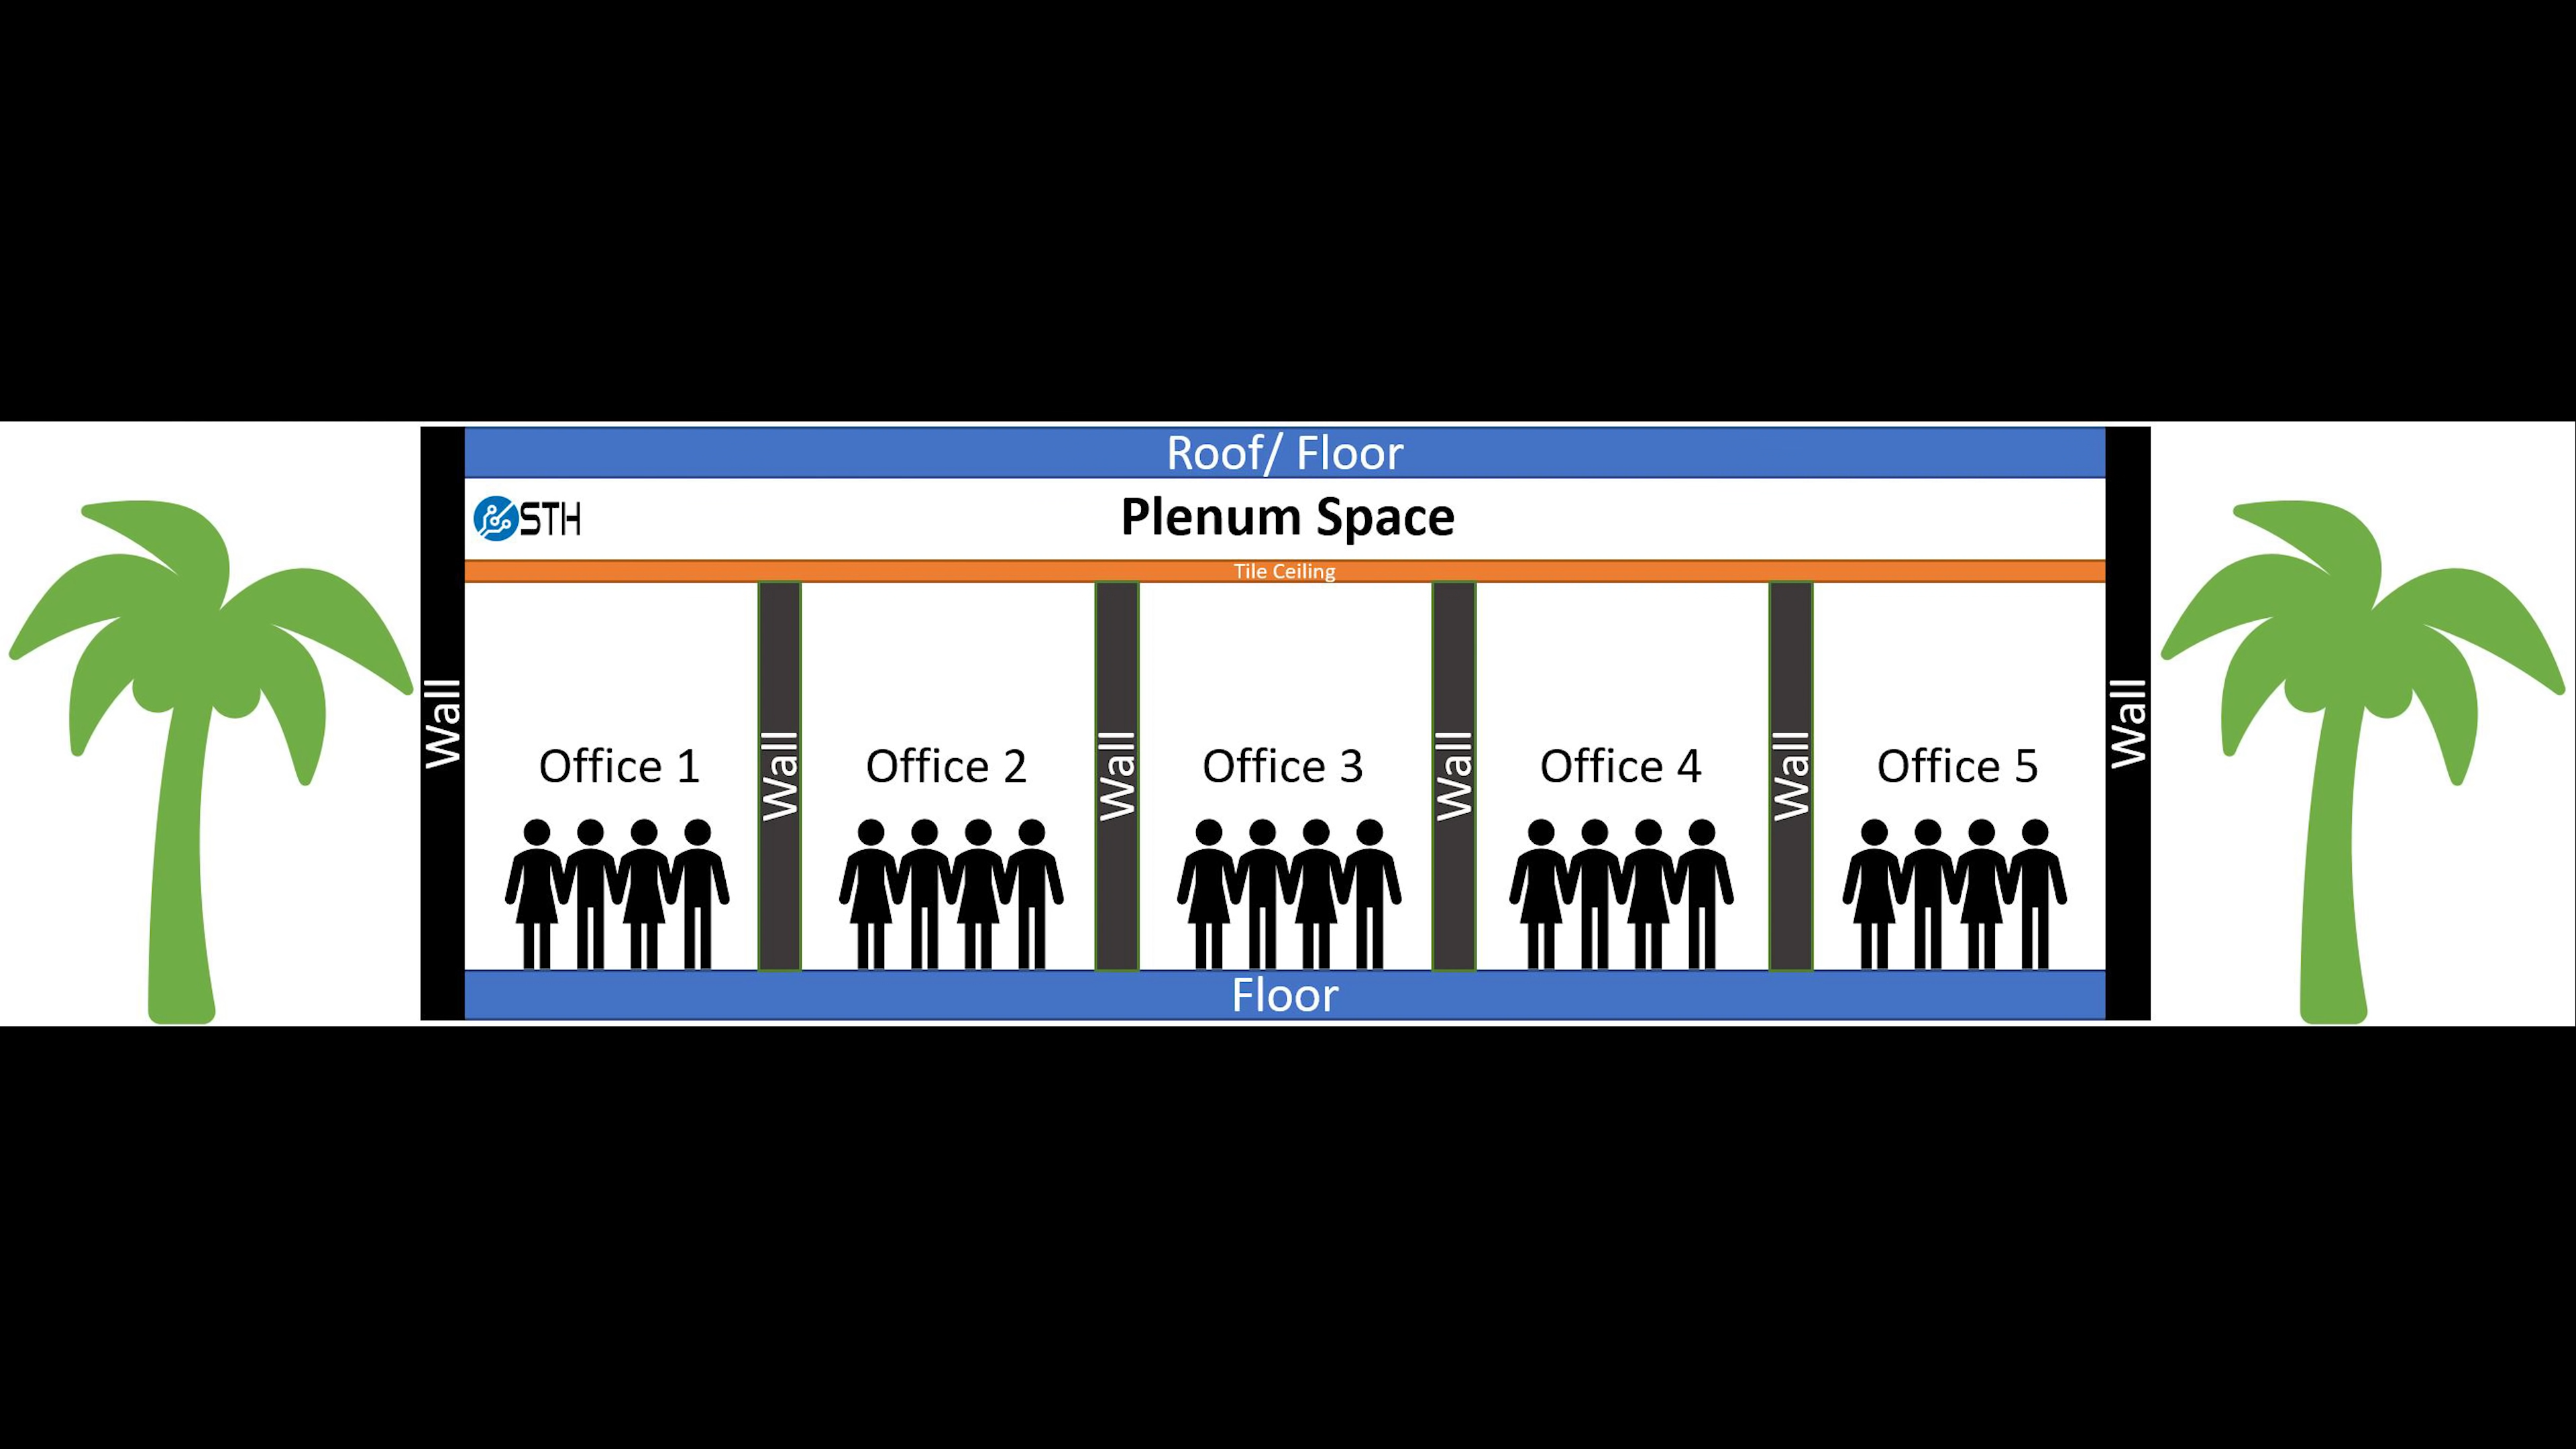 Roof/ Floor
STH
Plenum Space
Tile Ceiling
Wall
Wall
Wall
Wall
Wall
Wall
Office 1
Office 2
Office 3
Office 4
Office 5
Floor